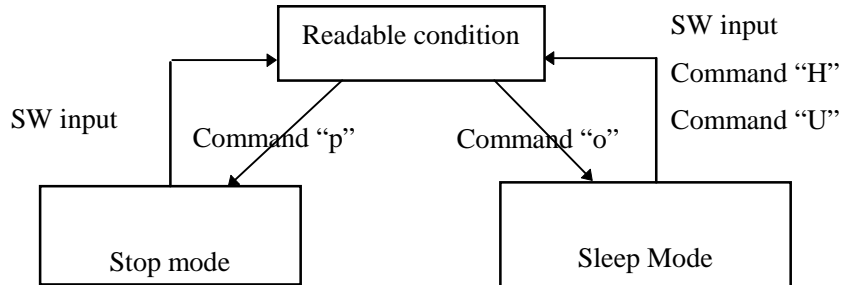 Readable condition
SW input
Command “H”
Command “U”
SW input
Command “p”
Command “o”
Stop mode
Sleep Mode